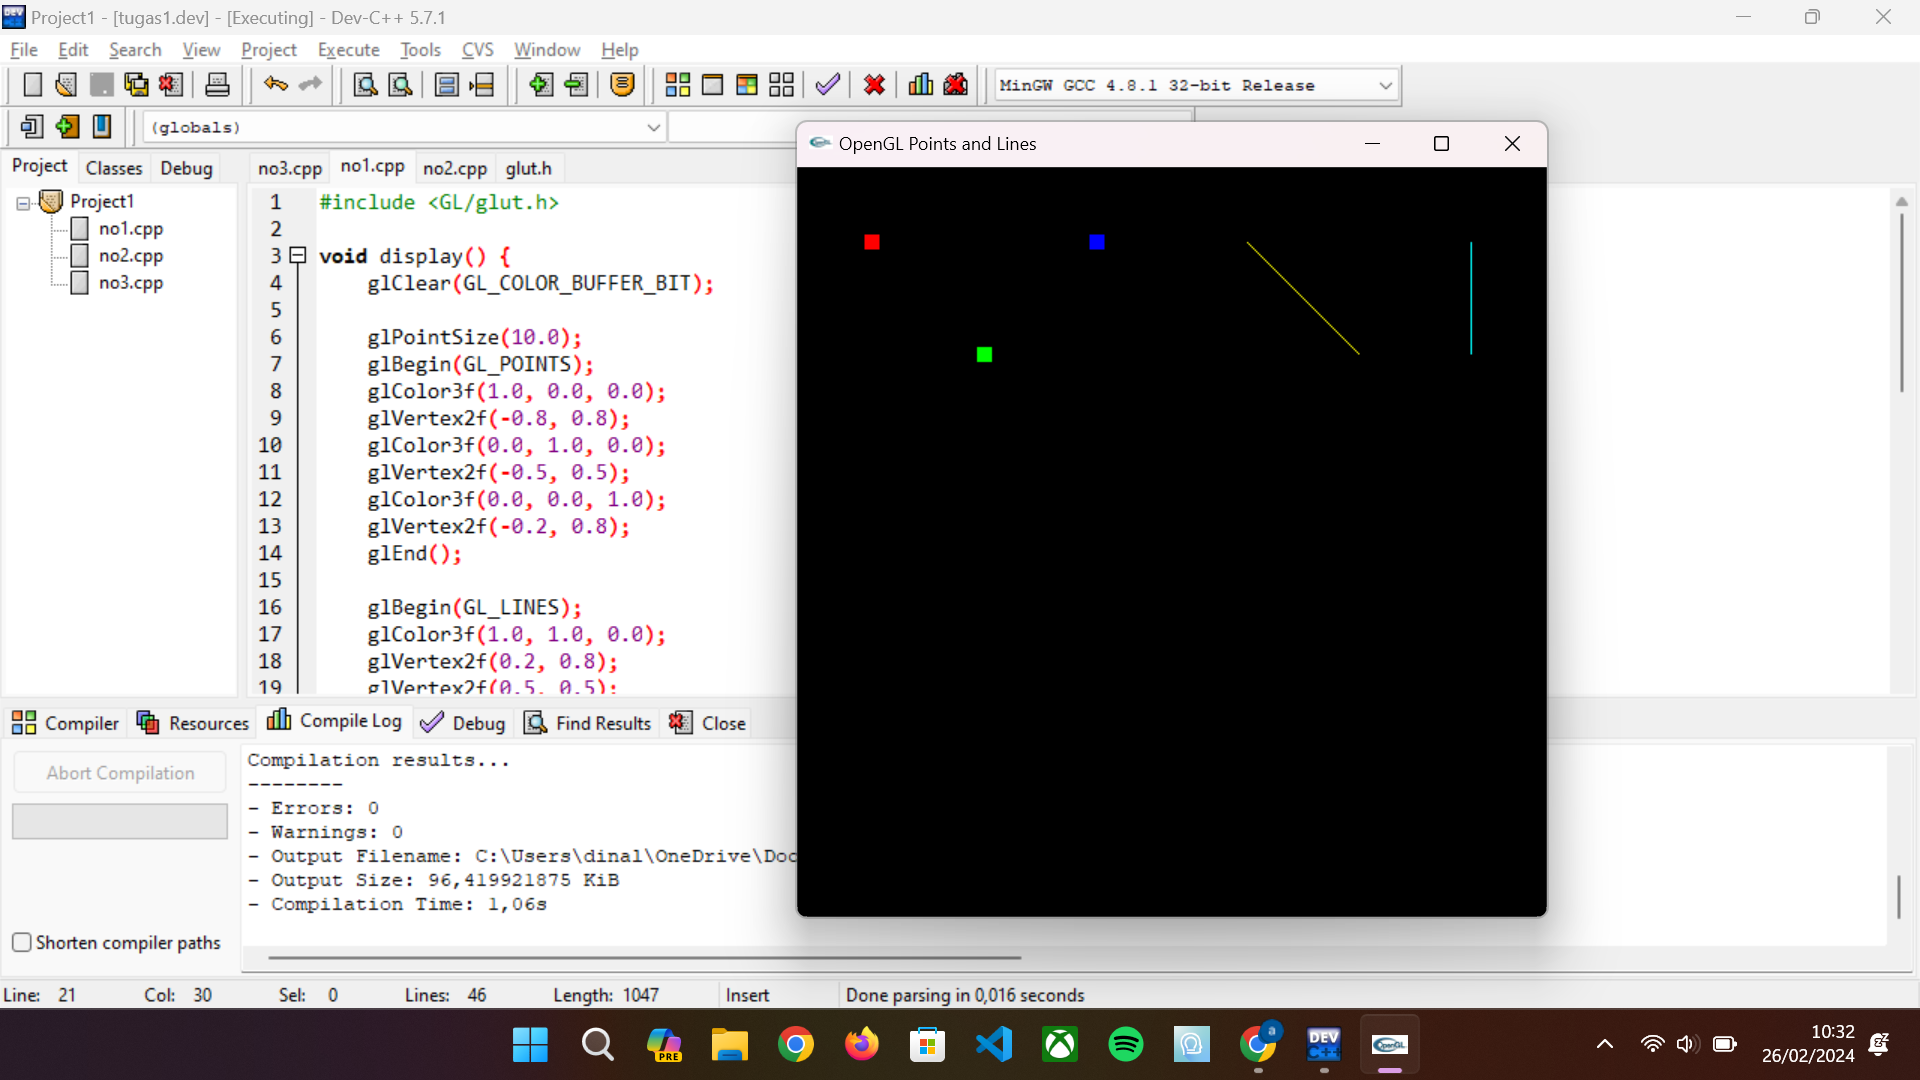 Project1 - [tugas1.dev] - [Executing] - Dev-C++ 5.7.1
File Edit Search View Project Execute Tools CVS Window Help
MinGW GCC 4.8.1 32-bit Release
(globals)
OpenGL Points and Lines
Project Classes Debug
no3.cpp no1.cpp no2.cpp glut.h
Project1
no1.cpp
no2.cpp
no3.cpp
1 #include <GL/glut.h>
2
3 void display() {
4 glClear(GL_COLOR_BUFFER_BIT);
5
6 glPointSize(10.0);
7 glBegin(GL_POINTS);
8 glColor3f(1.0, 0.0, 0.0);
9 glVertex2f(-0.8, 0.8);
10 glColor3f(0.0, 1.0, 0.0);
11 glVertex2f(-0.5, 0.5);
12 glColor3f(0.0, 0.0, 1.0);
13 glVertex2f(-0.2, 0.8);
14 glEnd();
15
16 glBegin(GL_LINES);
17 glColor3f(1.0, 1.0, 0.0);
18 glVertex2f(0.2, 0.8);
19 glVertex2f(0.5, 0.5);
Compiler Resources Compile Log Debug Find Results Close
Abort Compilation
Shorten compiler paths
Compilation results...
--------
- Errors: 0
- Warnings: 0
- Output Filename: C:\Users\dinal\OneDrive\Doc
- Output Size: 96,419921875 KiB
- Compilation Time: 1,06s
Line: 21 Col: 30 Sel: 0 Lines: 46 Length: 1047 Insert Done parsing in 0,016 seconds
PRE
a
DEV
C++
OpenGL
10:32
26/02/2024